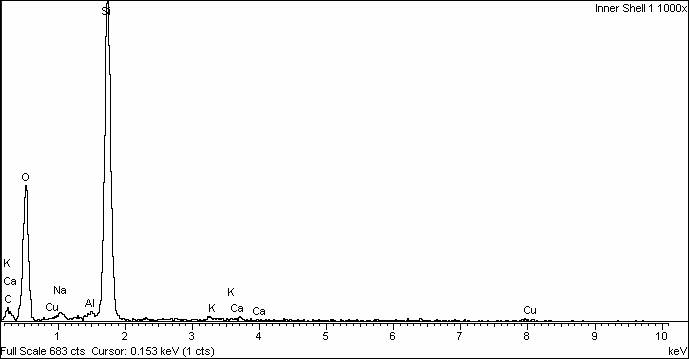 Inner Shell 1 1000x
Si
O
K
Ca
C
Cu
Na
Al
K
K
Ca
Ca
Cu
1 2 3 4 5 6 7 8 9 10
Full Scale 683 cts Cursor: 0.153 keV (1 cts) keV